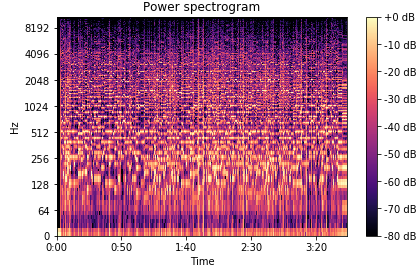 Power spectrogram
8192
4096
2048
1024
512
256
128
64
0
Hz
0:00 0:50 1:40 2:30 3:20
Time
+0 dB
-10 dB
-20 dB
-30 dB
-40 dB
-50 dB
-60 dB
-70 dB
-80 dB